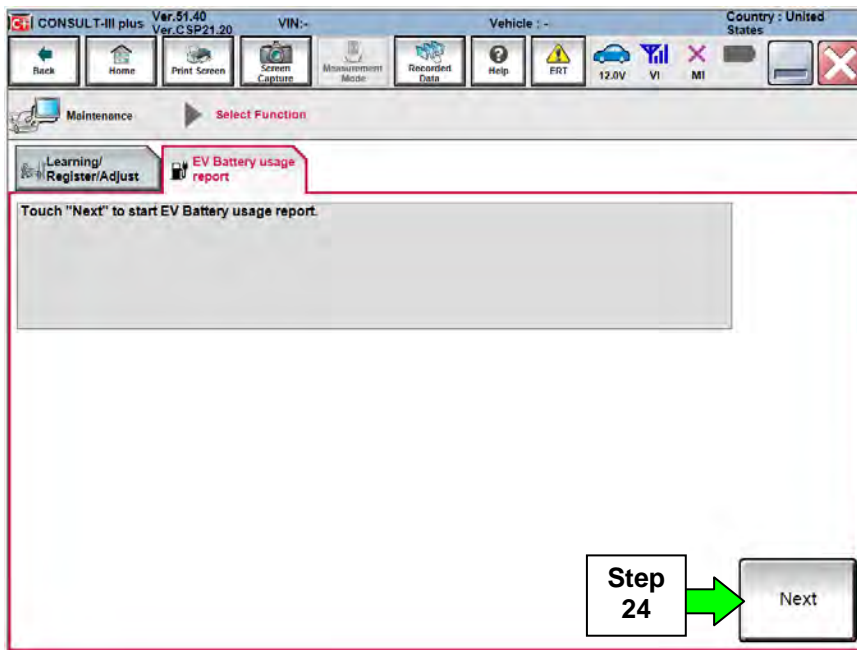 CONSULT-III plus
Ver.51.40
Ver.CSP21.20
VIN:-
Vehicle : -
Country : United
States
Back
Home
Print Screen
Screen
Capture
Measurement
Mode
Recorded
Data
Help
ERT
12.0V
VI
MI
Maintenance
Select Function
Learning/
Register/Adjust
EV Battery usage
report
Touch "Next" to start EV Battery usage report.
Step
24
Next